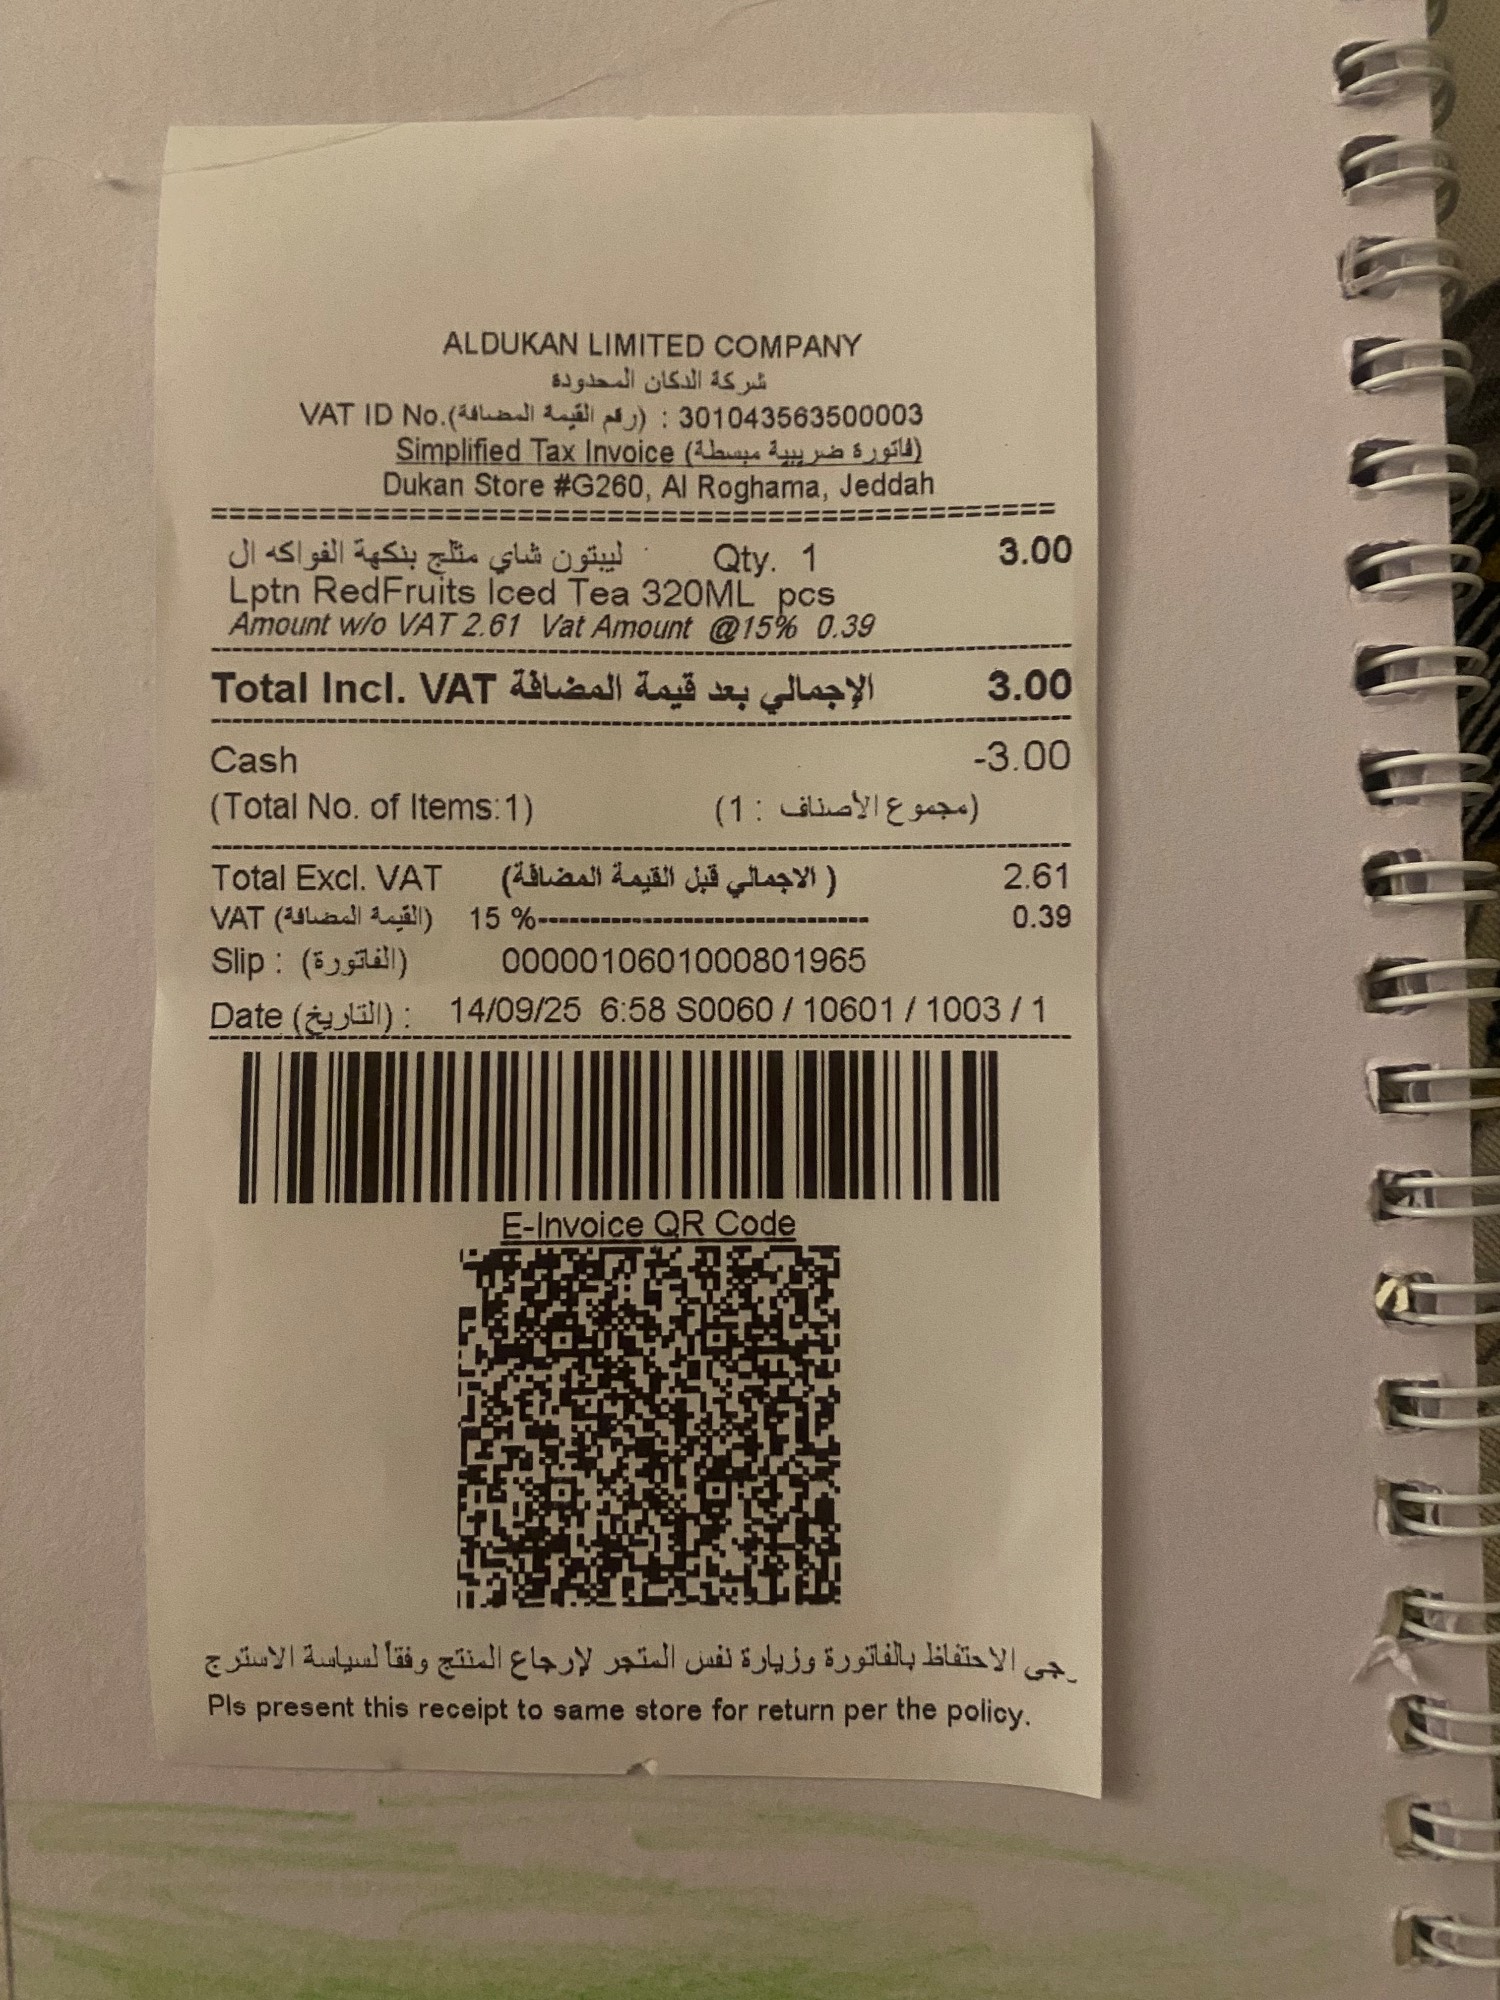 ALDUKAN LIMITED COMPANY
شركة الدكان المحدودة
VAT ID No.(رقم القيمة المضافة) : 301043563500003
Simplified Tax Invoice (فاتورة ضريبية مبسطة)
Dukan Store #G260, Al Roghama, Jeddah
ليبتون شاي مثلج بنكهة الفواكه ال Qty. 1 3.00
Lptn RedFruits Iced Tea 320ML pcs
Amount w/o VAT 2.61 Vat Amount @15% 0.39
Total Incl. VAT الإجمالي بعد قيمة المضافة 3.00
Cash -3.00
(Total No. of Items:1) (مجموع الأصناف : 1)
Total Excl. VAT (الاجمالي قبل القيمة المضافة ) 2.61
VAT (القيمة المضافة) 15 %------------------------------ 0.39
Slip : (الفاتورة) 0000010601000801965
Date (التاريخ) : 14/09/25 6:58 S0060 / 10601 / 1003 / 1
E-Invoice QR Code
رجى الاحتفاظ بالفاتورة وزيارة نفس المتجر لإرجاع المنتج وفقاً لسياسة الاسترج
Pls present this receipt to same store for return per the policy.